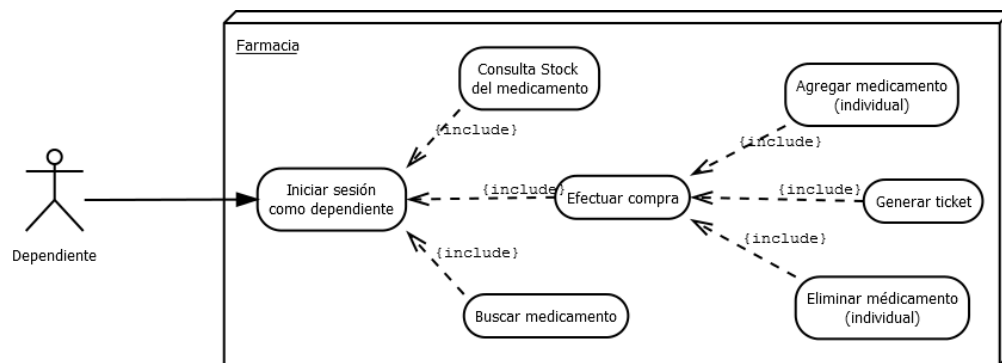 Farmacia
Consulta Stock
del medicamento
Agregar medicamento
(individual)
{include}
{include}
Iniciar sesión
como dependiente
{include}
Efectuar compra
{include}
Generar ticket
Dependiente
{include}
{include}
Buscar medicamento
Eliminar médicamento
(individual)